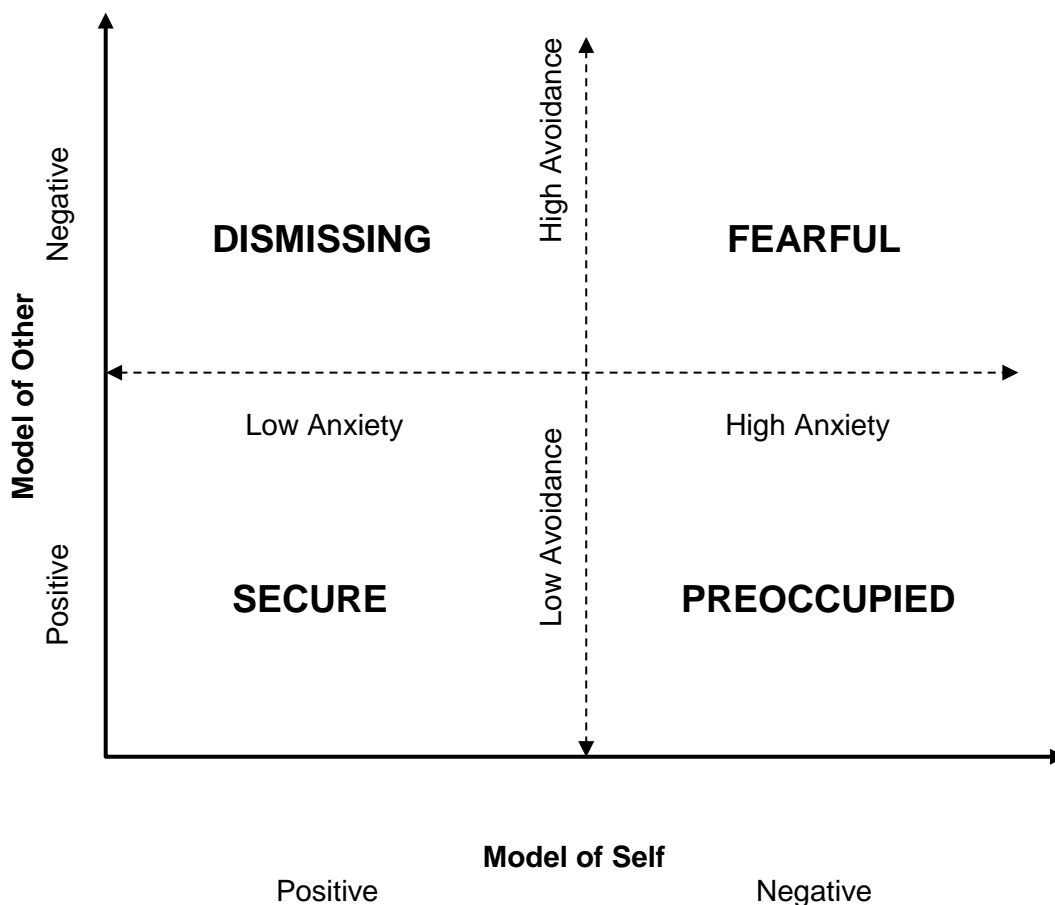 High Avoidance
Negative
DISMISSING
FEARFUL
Model of Other
Low Anxiety
High Anxiety
Low Avoidance
Positive
SECURE
PREOCCUPIED
Model of Self
Positive
Negative